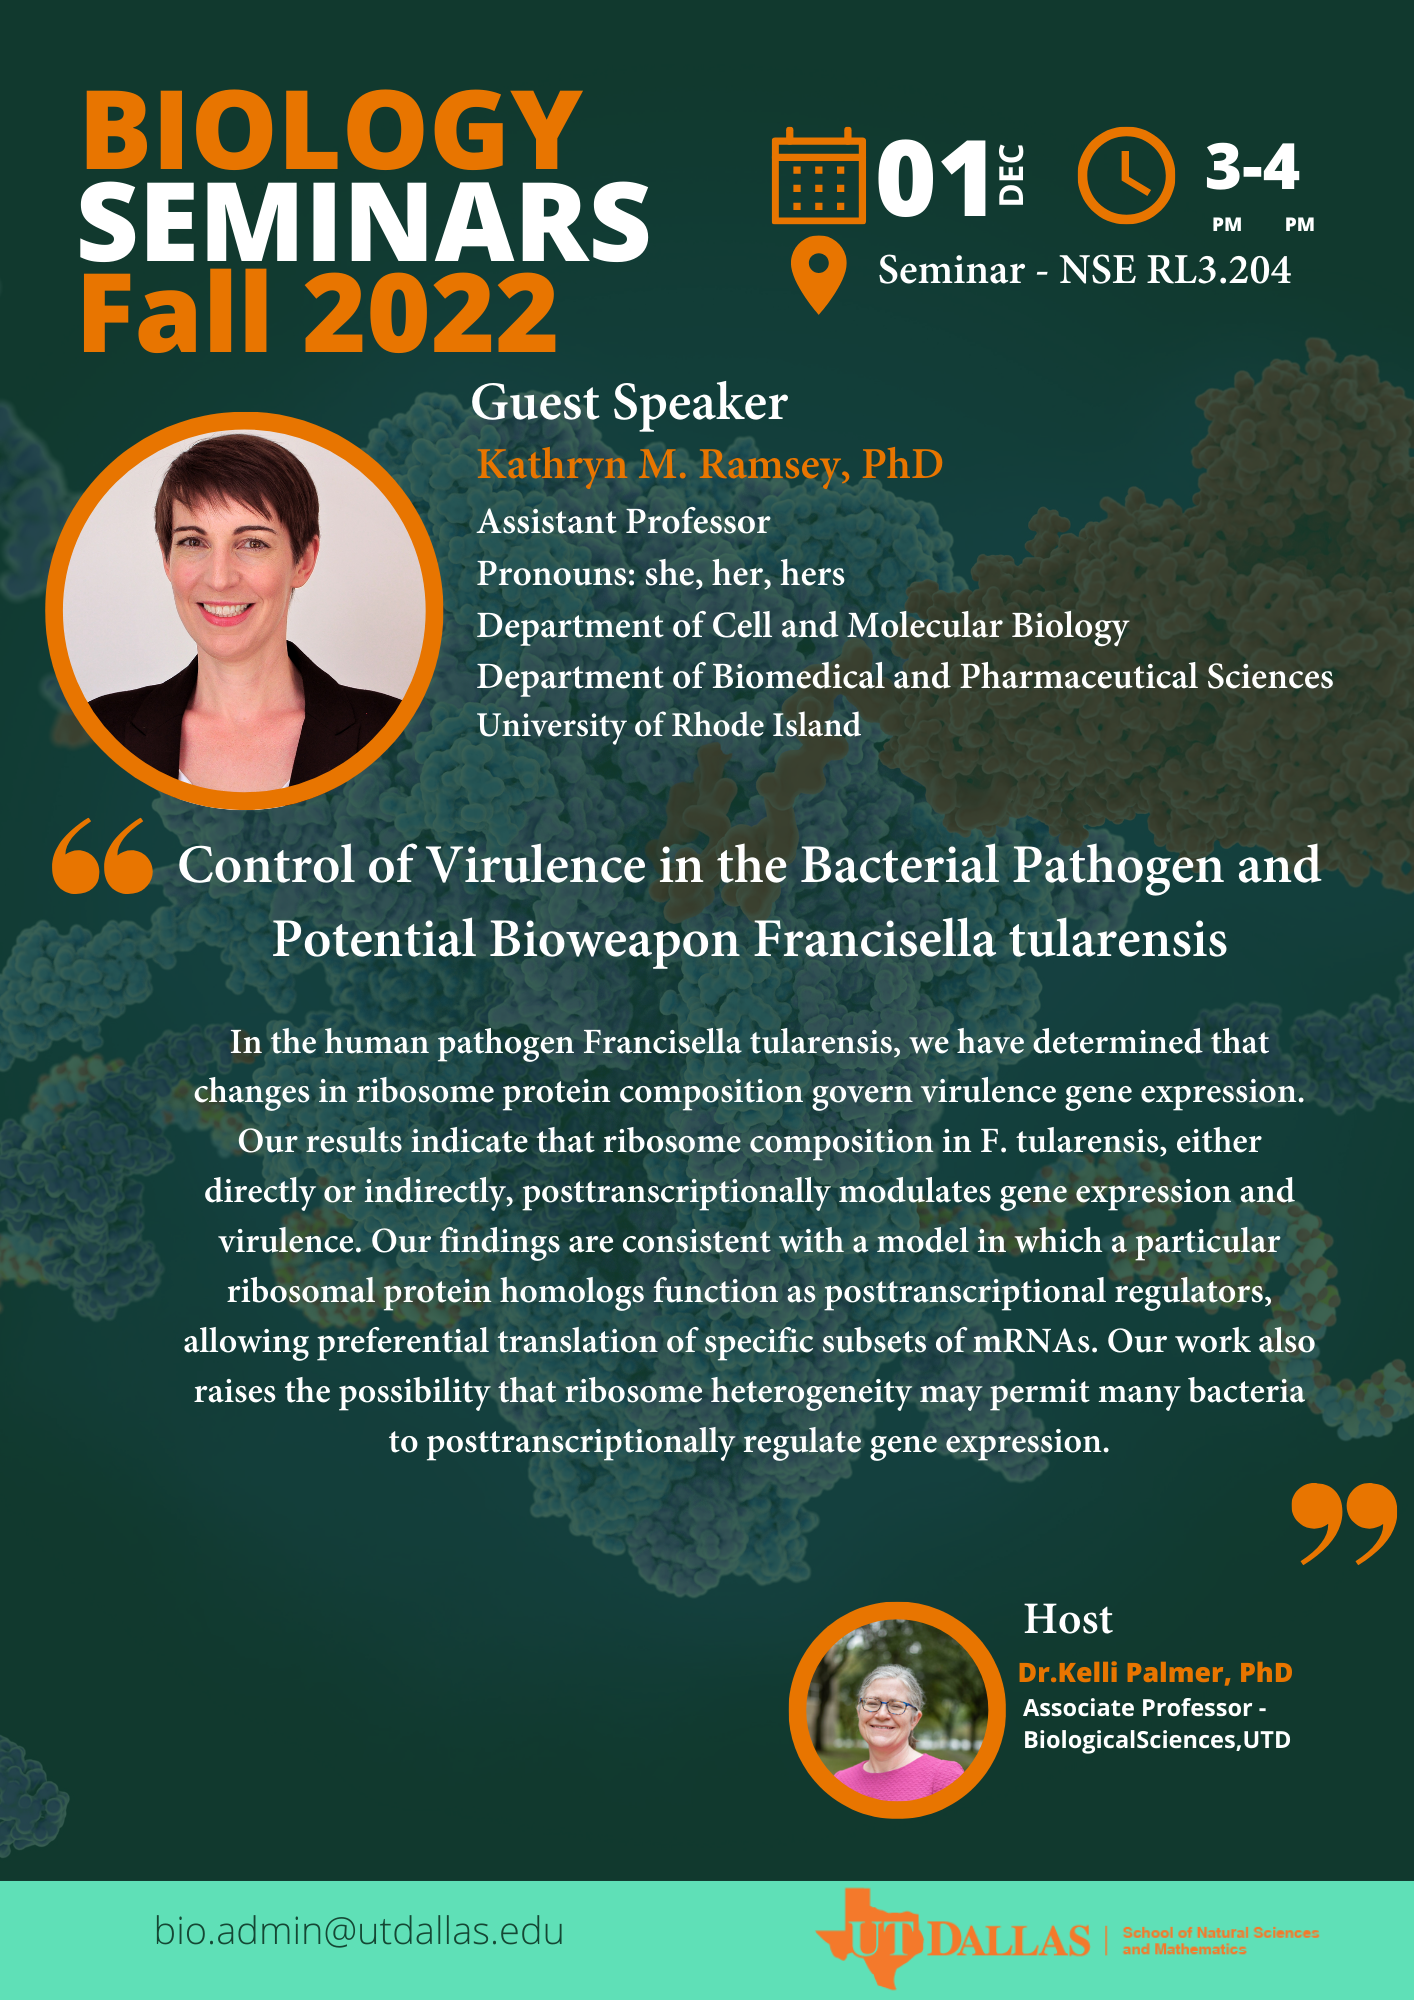 BIOLOGY
SEMINARS
Fall 2022
01 DEC
3-4
PM PM
Seminar - NSE RL3.204
Guest Speaker
Kathryn M. Ramsey, PhD
Assistant Professor
Pronouns: she, her, hers
Department of Cell and Molecular Biology
Department of Biomedical and Pharmaceutical Sciences
University of Rhode Island
“ Control of Virulence in the Bacterial Pathogen and
Potential Bioweapon Francisella tularensis
In the human pathogen Francisella tularensis, we have determined that
changes in ribosome protein composition govern virulence gene expression.
Our results indicate that ribosome composition in F. tularensis, either
directly or indirectly, posttranscriptionally modulates gene expression and
virulence. Our findings are consistent with a model in which a particular
ribosomal protein homologs function as posttranscriptional regulators,
allowing preferential translation of specific subsets of mRNAs. Our work also
raises the possibility that ribosome heterogeneity may permit many bacteria
to posttranscriptionally regulate gene expression.
”
Host
Dr.Kelli Palmer, PhD
Associate Professor -
BiologicalSciences,UTD
bio.admin@utdallas.edu
UT DALLAS
School of Natural Sciences
and Mathematics